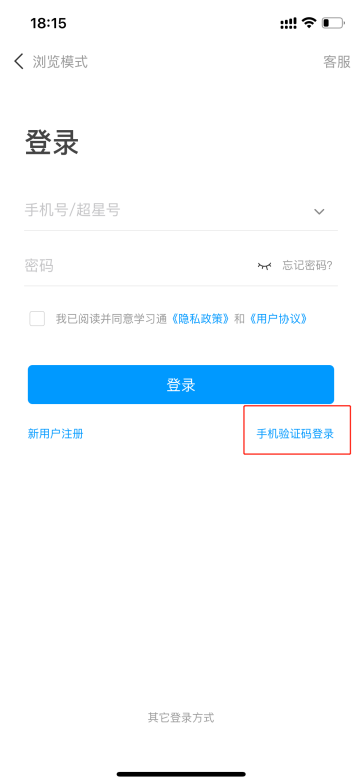 18:15
浏览模式 客服
登录
手机号/超星号
密码 忘记密码?
我已阅读并同意学习通《隐私政策》和《用户协议》
登录
新用户注册 手机验证码登录
其它登录方式